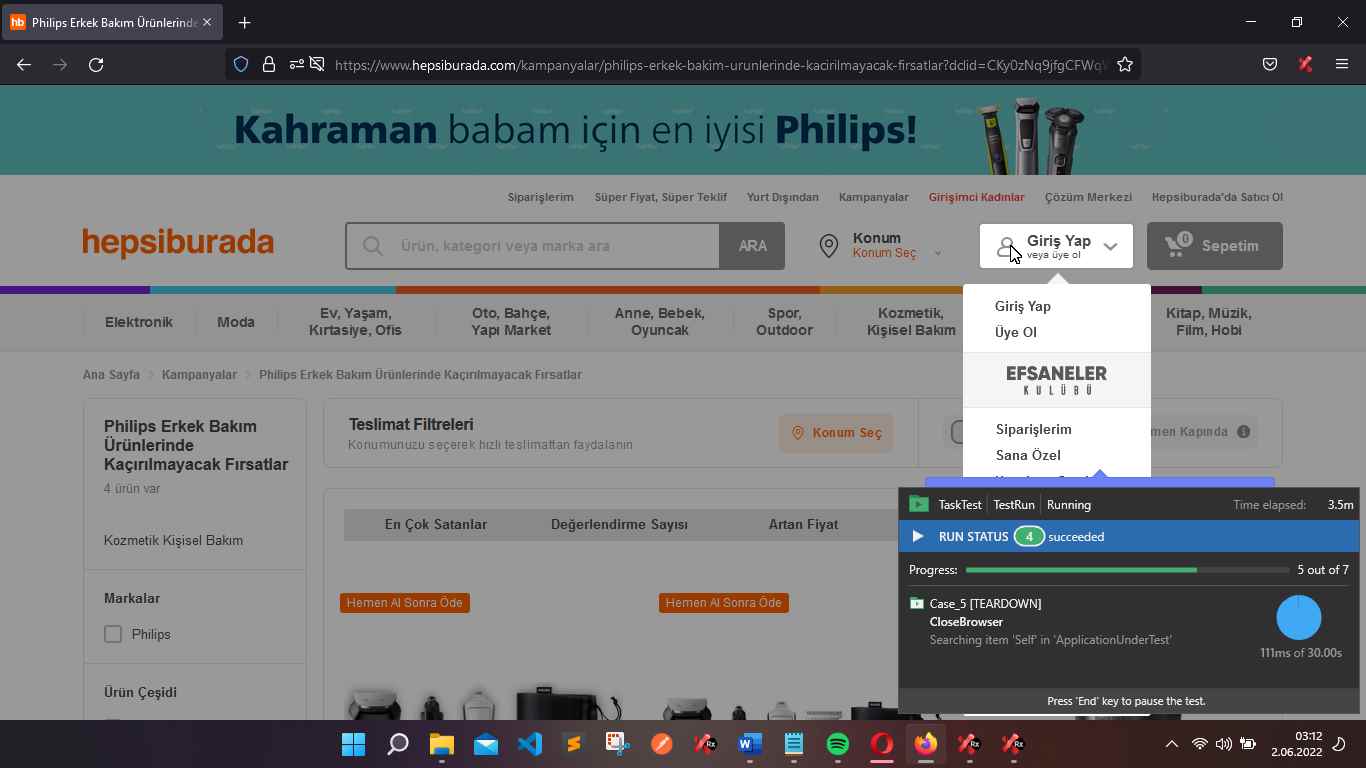 hb Philips Erkek Bakım Ürünlerinde
https://www.hepsiburada.com/kampanyalar/philips-erkek-bakim-urunlerinde-kacirilmayacak-firsatlar?dclid=CKy0zNq9jfgCFWqV
Kahraman babam için en iyisi Philips!
Siparişlerim Süper Fiyat, Süper Teklif Yurt Dışından Kampanyalar Girişimci Kadınlar Çözüm Merkezi Hepsiburada'da Satıcı Ol
hepsiburada
Ürün, kategori veya marka ara
ARA
Konum
Konum Seç
Giriş Yap
veya üye ol
0
Sepetim
Elektronik
Moda
Ev, Yaşam,
Kırtasiye, Ofis
Oto, Bahçe,
Yapı Market
Anne, Bebek,
Oyuncak
Spor,
Outdoor
Kozmetik,
Kişisel Bakım
Kitap, Müzik,
Film, Hobi
Giriş Yap
Üye Ol
EFSANELER
KULÜBÜ
Siparişlerim
Sana Özel
Ana Sayfa Kampanyalar Philips Erkek Bakım Ürünlerinde Kaçırılmayacak Fırsatlar
Philips Erkek Bakım
Ürünlerinde
Kaçırılmayacak Fırsatlar
4 ürün var
Kozmetik Kişisel Bakım
Markalar
Philips
Ürün Çeşidi
Teslimat Filtreleri
Konumunuzu seçerek hızlı teslimattan faydalanın
Konum Seç
men Kapında
En Çok Satanlar Değerlendirme Sayısı Artan Fiyat
Hemen Al Sonra Öde
Hemen Al Sonra Öde
TaskTest TestRun Running Time elapsed: 3.5m
RUN STATUS 4 succeeded
Progress: 5 out of 7
Case_5 [TEARDOWN]
CloseBrowser
Searching item 'Self' in 'ApplicationUnderTest'
111ms of 30.00s
Press 'End' key to pause the test.
03:12
2.06.2022